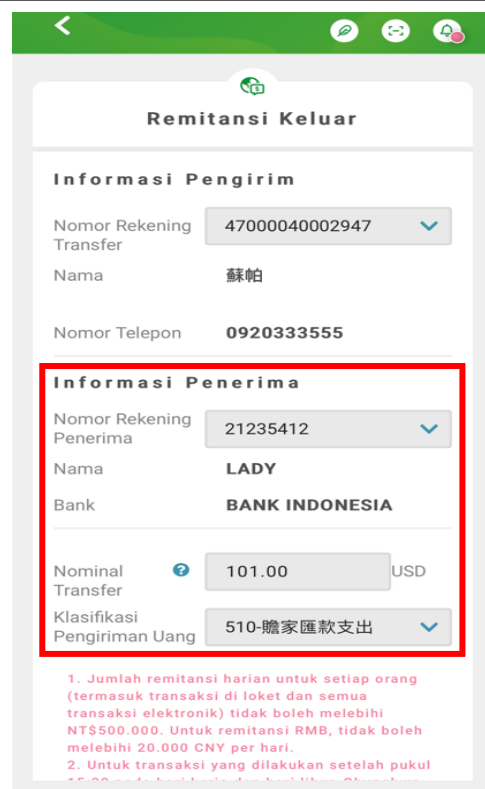 Remitansi Keluar
Informasi Pengirim
Nomor Rekening 47000040002947
Transfer
Nama 蘇帕
Nomor Telepon 0920333555
Informasi Penerima
Nomor Rekening 21235412
Penerima
Nama LADY
Bank BANK INDONESIA
Nominal ? 101.00 USD
Transfer
Klasifikasi 510-贍家匯款支出
Pengiriman Uang
1. Jumlah remitansi harian untuk setiap orang
(termasuk transaksi di loket dan semua
transaksi elektronik) tidak boleh melebihi
NT$500.000. Untuk remitansi RMB, tidak boleh
melebihi 20.000 CNY per hari.
2. Untuk transaksi yang dilakukan setelah pukul